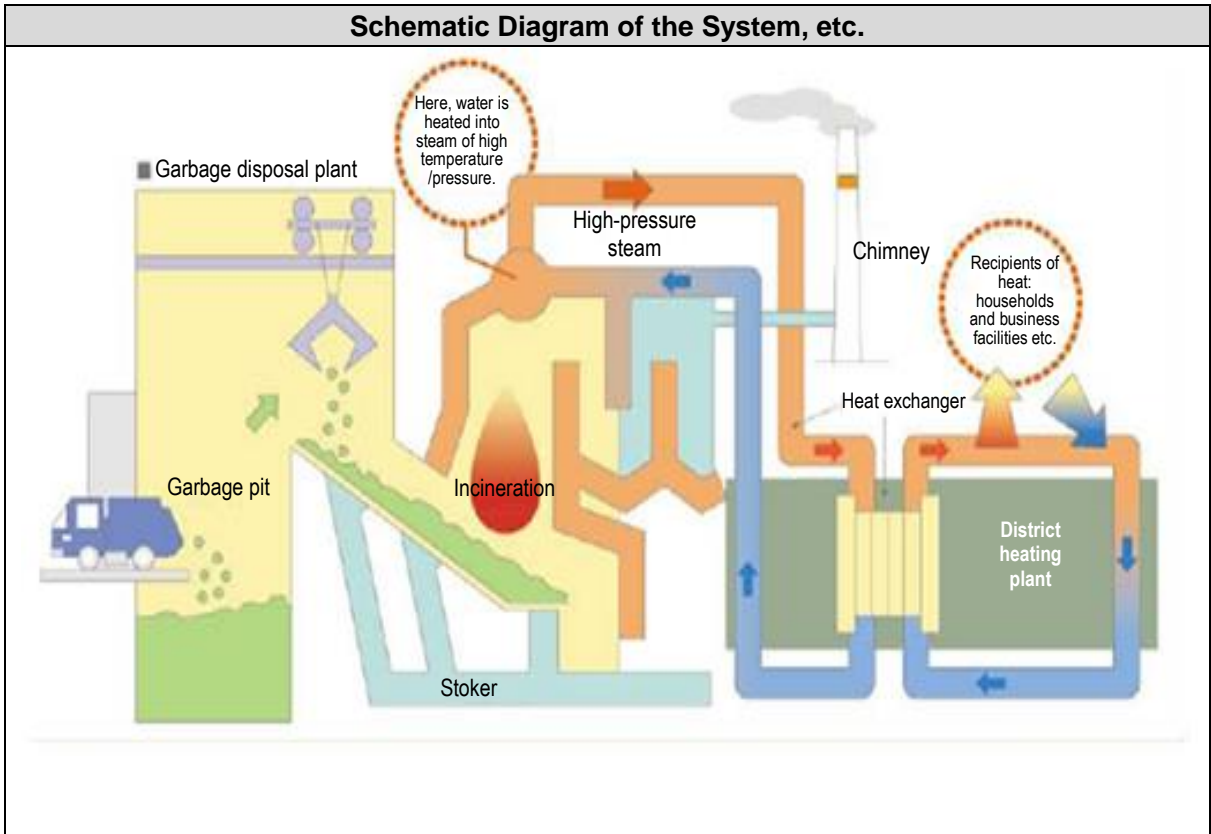 Schematic Diagram of the System, etc.
Here, water is
heated into
steam of high
temperature
/pressure.
Garbage disposal plant
High-pressure
steam
Chimney
Recipients of
heat:
households
and business
facilities etc.
Heat exchanger
Garbage pit
Incineration
District
heating
plant
Stoker